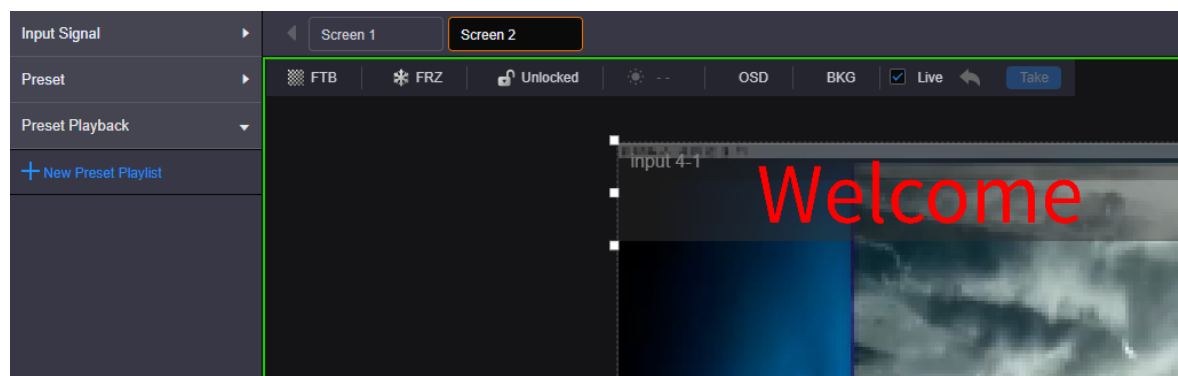 Input Signal
Preset
Preset Playback
New Preset Playlist
Screen 1
Screen 2
FTB
FRZ
Unlocked
--
OSD
BKG
Live
Take
input 4-1
Welcome